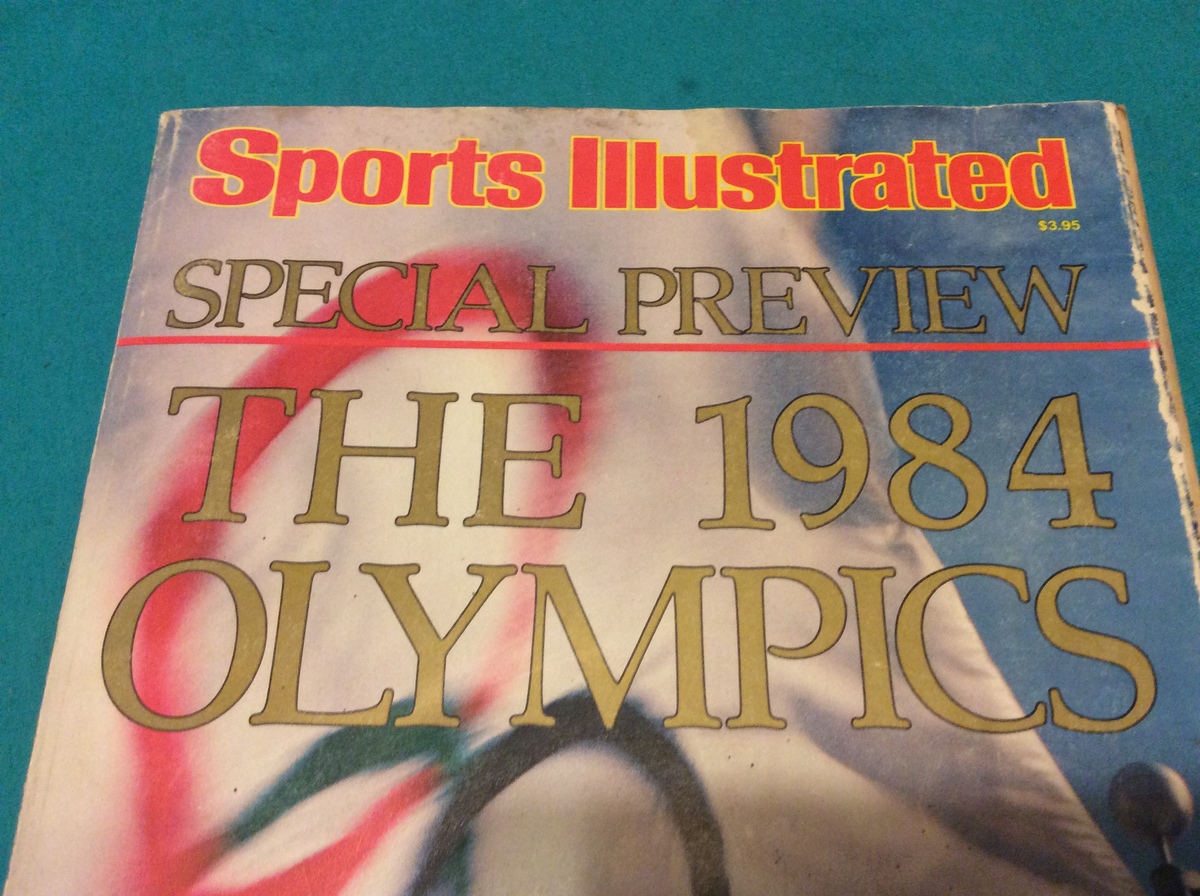 Sports Illustrated
$3.95
SPECIAL PREVIEW
THE 1984
OLYMPICS